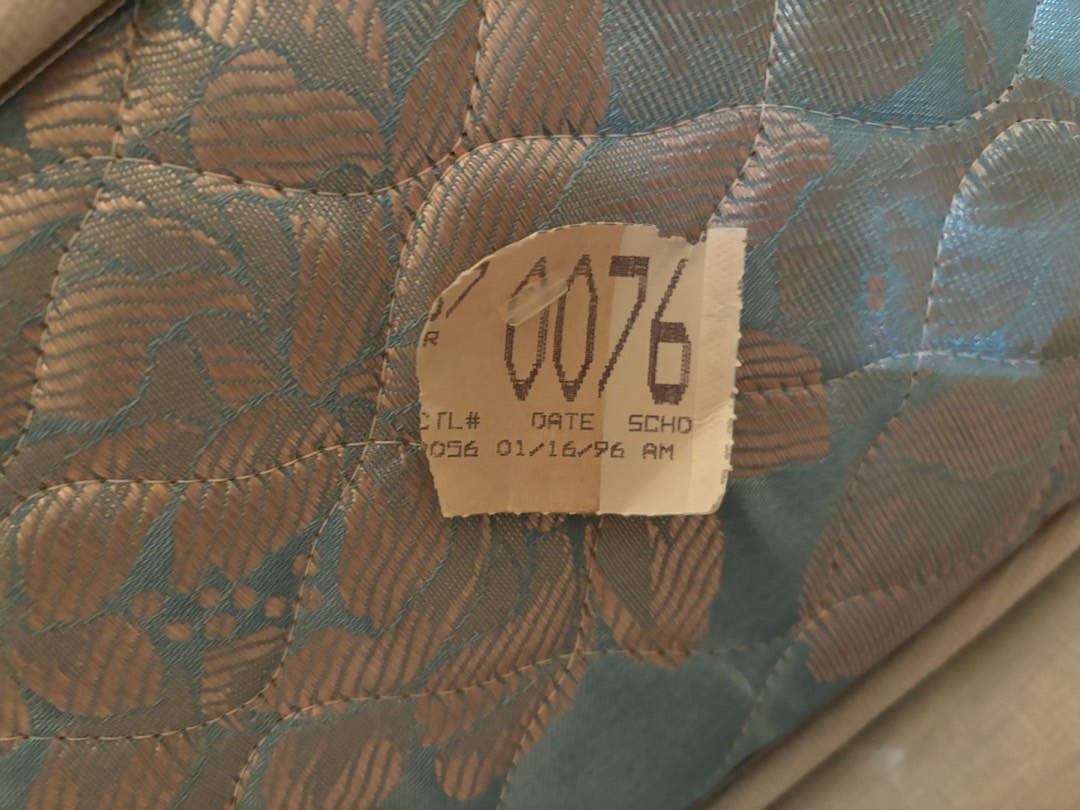 0076
R
CTL# DATE SCHD
0056 01/16/96 AM